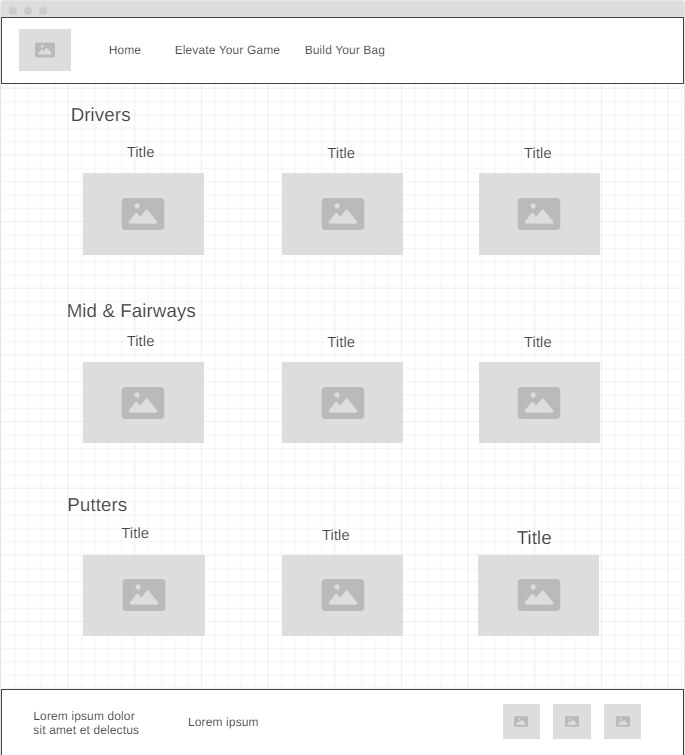 Home
Elevate Your Game
Build Your Bag
Drivers
Title
Title
Title
Mid & Fairways
Title
Title
Title
Putters
Title
Title
Title
Lorem ipsum dolor
sit amet et delectus
Lorem ipsum